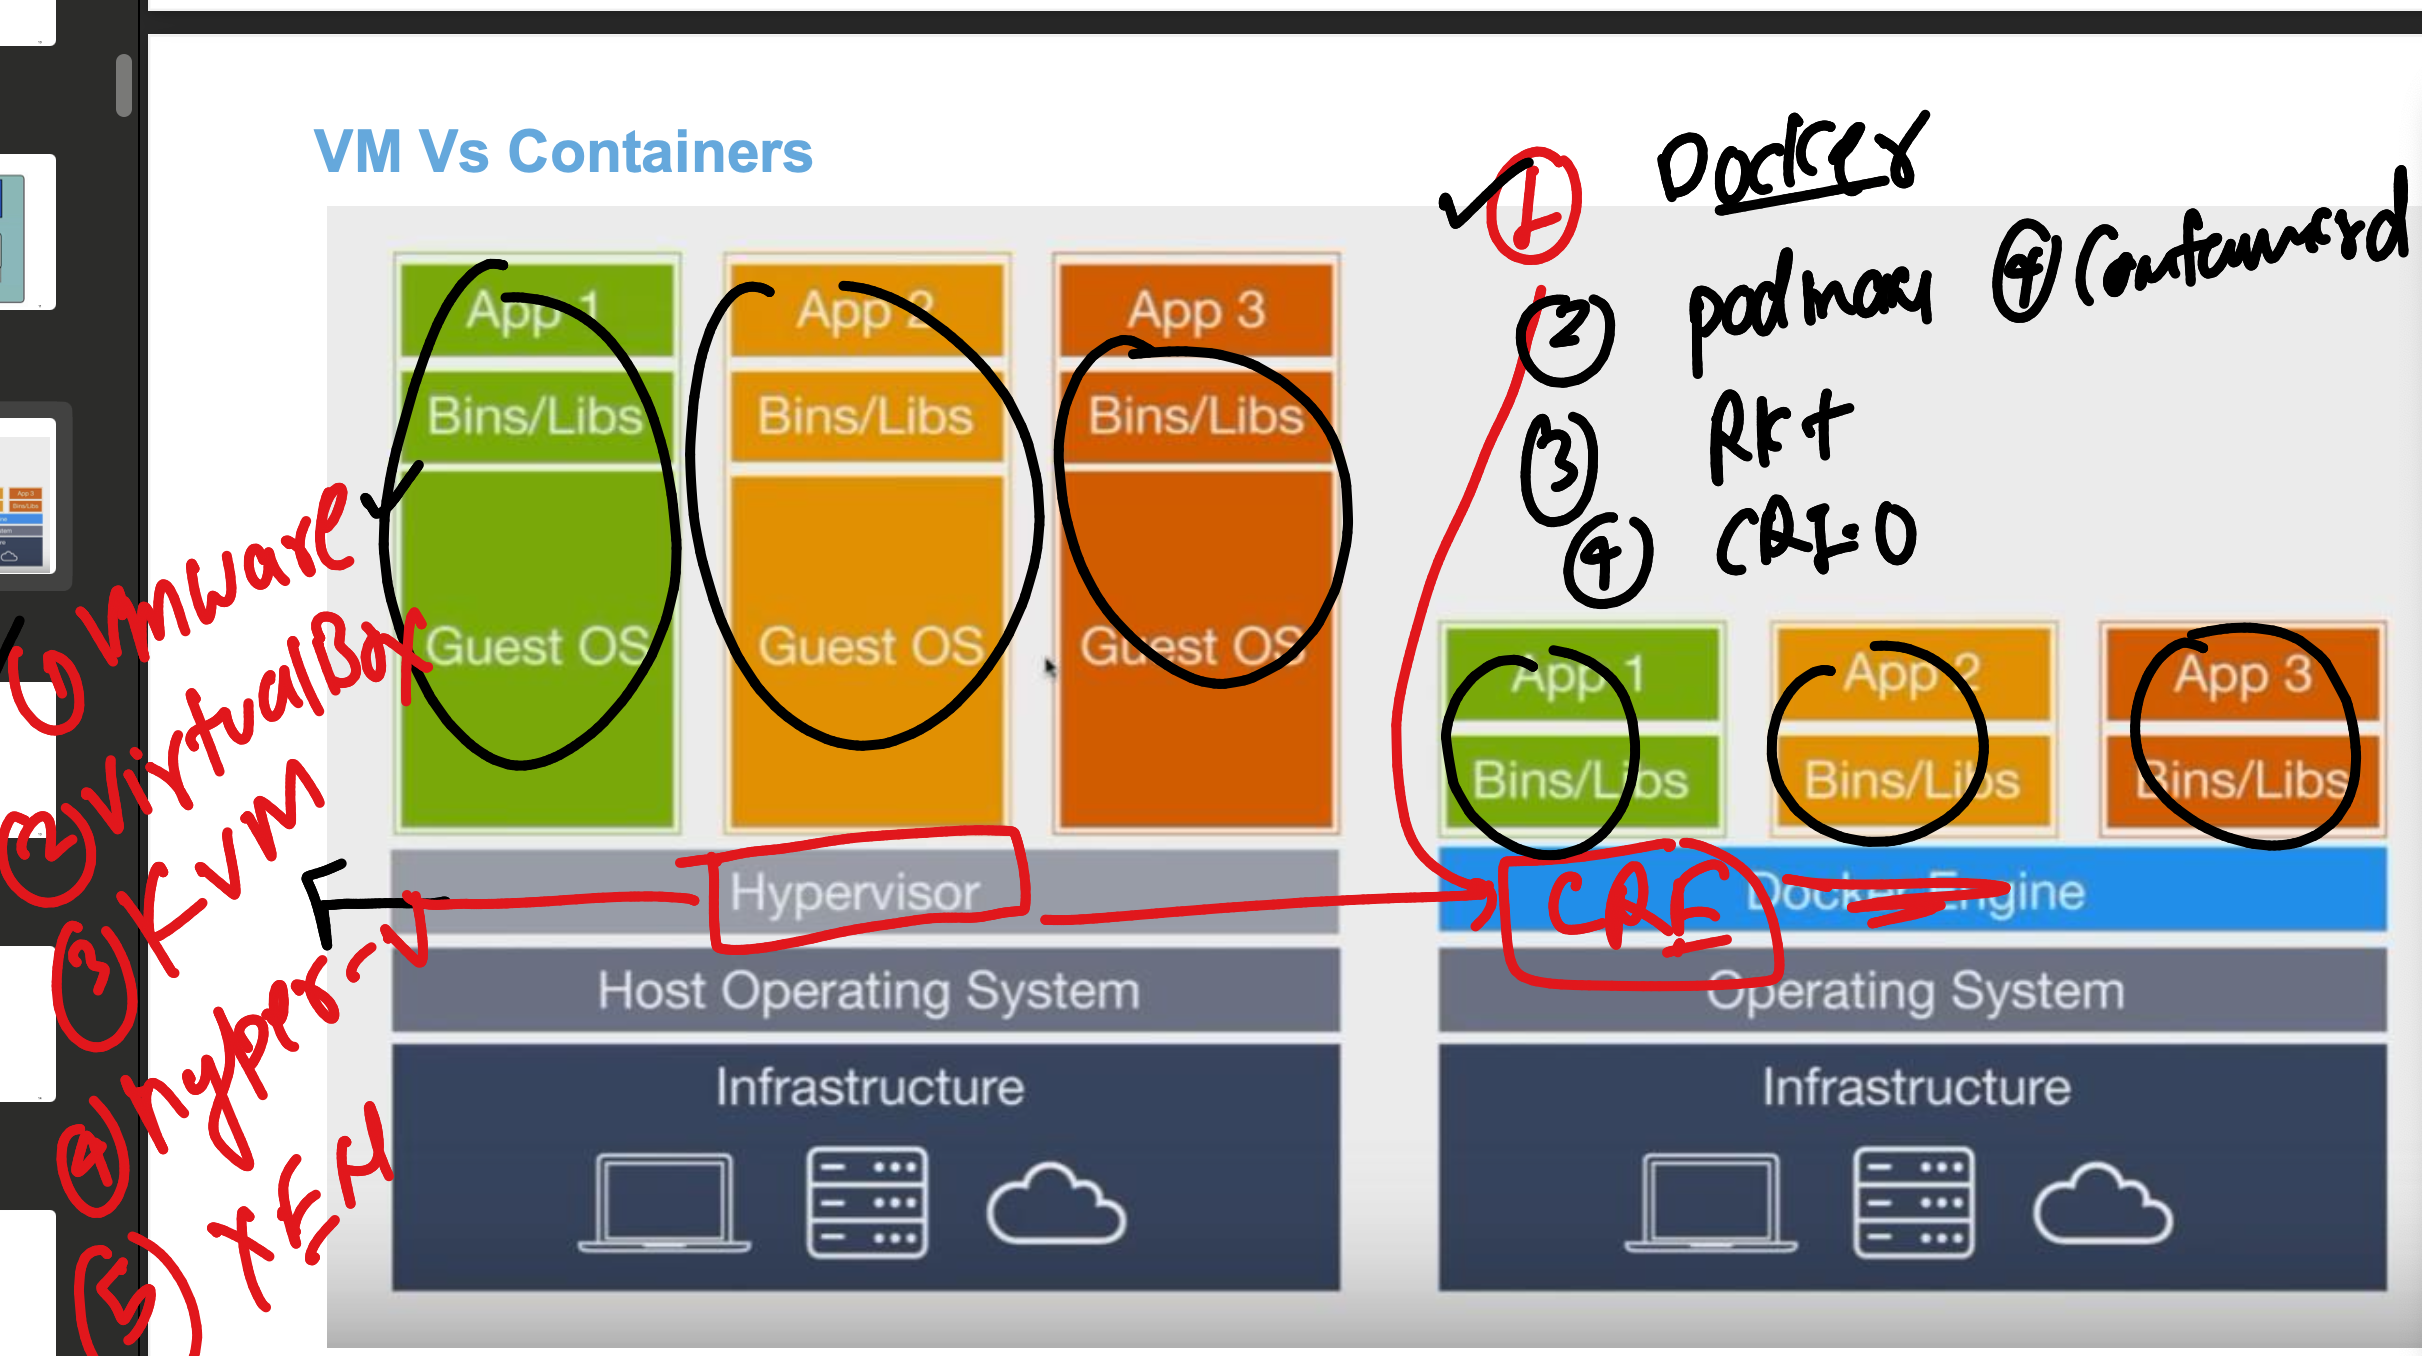 VM Vs Containers
① Docker
② podman ④ Containerd
③ Rkt
④ CRI-O
App 1 App 2 App 3
Bins/Libs Bins/Libs Bins/Libs
Guest OS Guest OS Guest OS
① VMware
② VirtualBox
③ KVM
④ hyper-v
⑤ XEN
App 1 App 2 App 3
Bins/Libs Bins/Libs Bins/Libs
Hypervisor
CRE Docker Engine
Host Operating System
Operating System
Infrastructure
Infrastructure